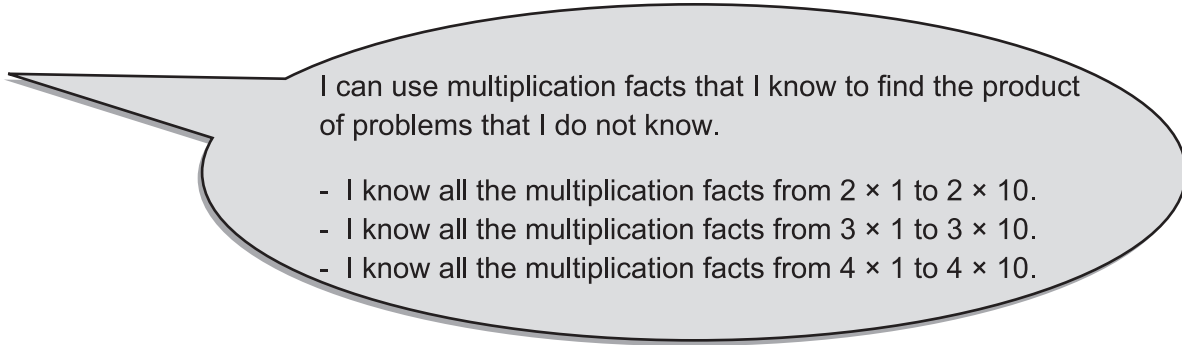 I can use multiplication facts that I know to find the product
of problems that I do not know.
- I know all the multiplication facts from 2 × 1 to 2 × 10.
- I know all the multiplication facts from 3 × 1 to 3 × 10.
- I know all the multiplication facts from 4 × 1 to 4 × 10.